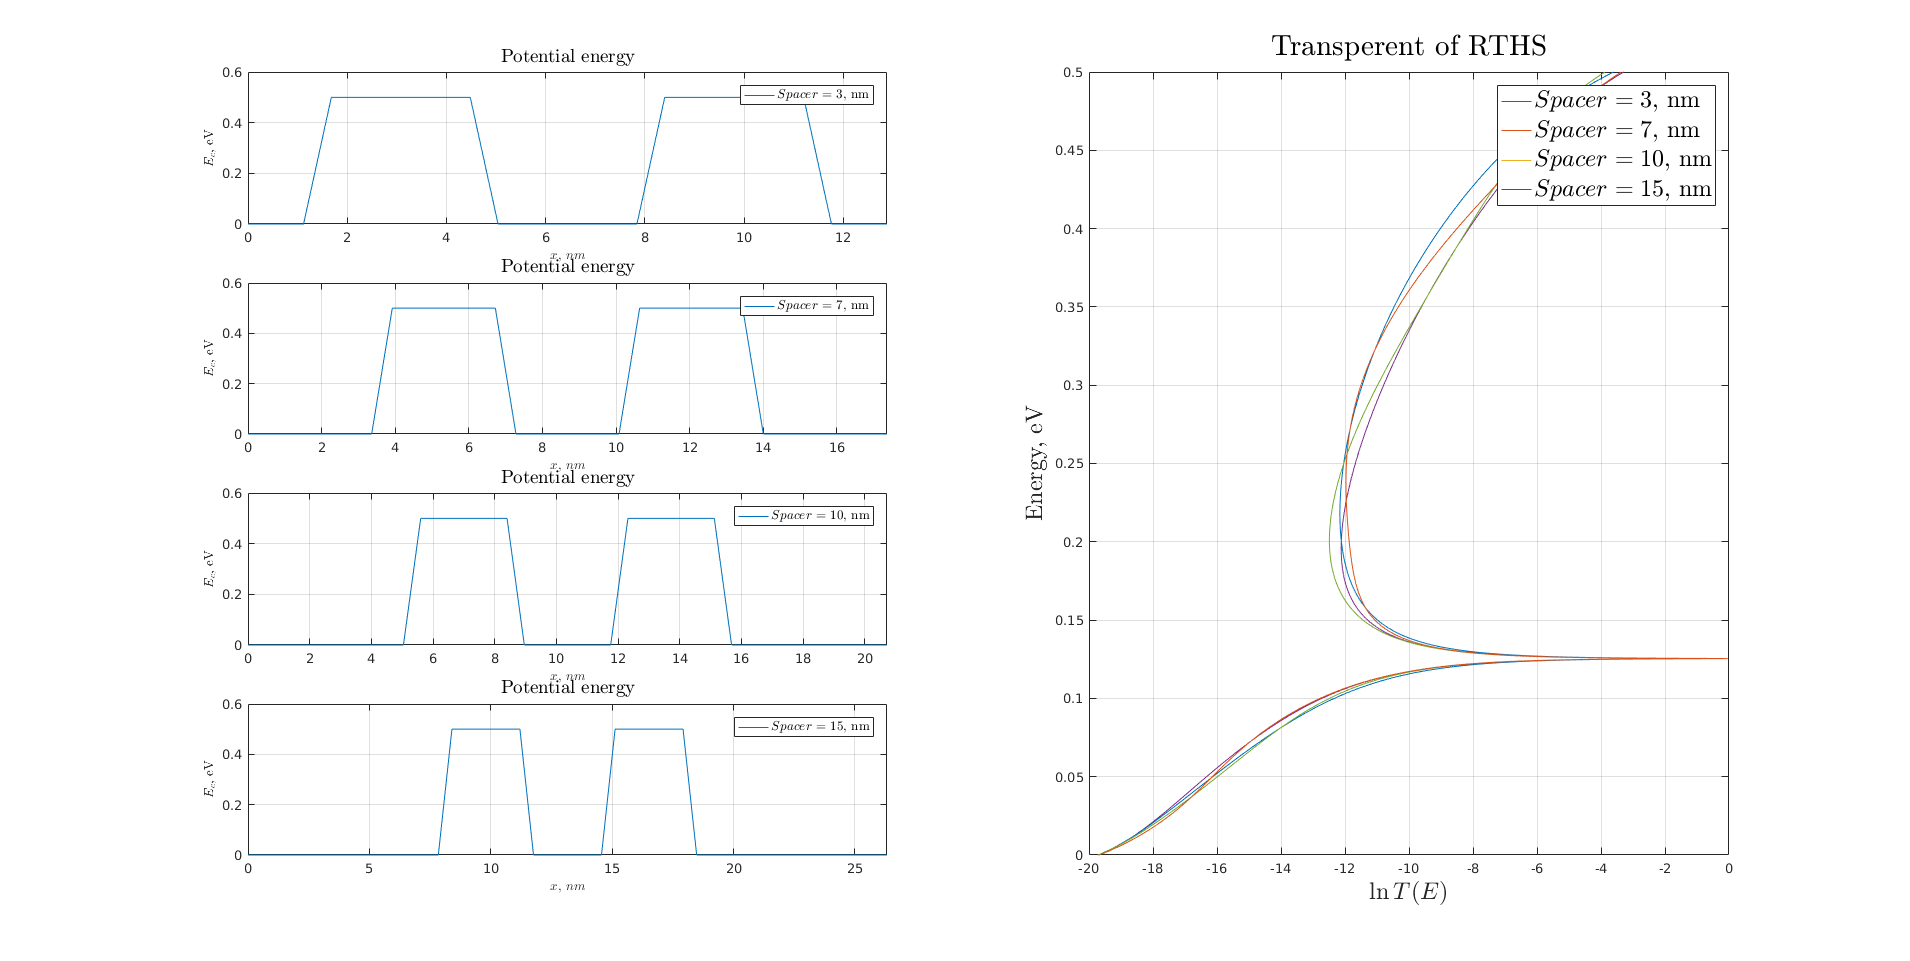 Potential energy
0.6
0.4
0.2
0
E_c, eV
Spacer = 3, nm
0 2 4 6 8 10 12
x, nm
Potential energy
0.6
0.4
0.2
0
E_c, eV
Spacer = 7, nm
0 2 4 6 8 10 12 14 16
x, nm
Potential energy
0.6
0.4
0.2
0
E_c, eV
Spacer = 10, nm
0 2 4 6 8 10 12 14 16 18 20
x, nm
Potential energy
0.6
0.4
0.2
0
E_c, eV
Spacer = 15, nm
0 5 10 15 20 25
x, nm
Transperent of RTHS
0.5
0.45
0.4
0.35
0.3
0.25
0.2
0.15
0.1
0.05
0
Energy, eV
Spacer = 3, nm
Spacer = 7, nm
Spacer = 10, nm
Spacer = 15, nm
-20 -18 -16 -14 -12 -10 -8 -6 -4 -2 0
ln T(E)